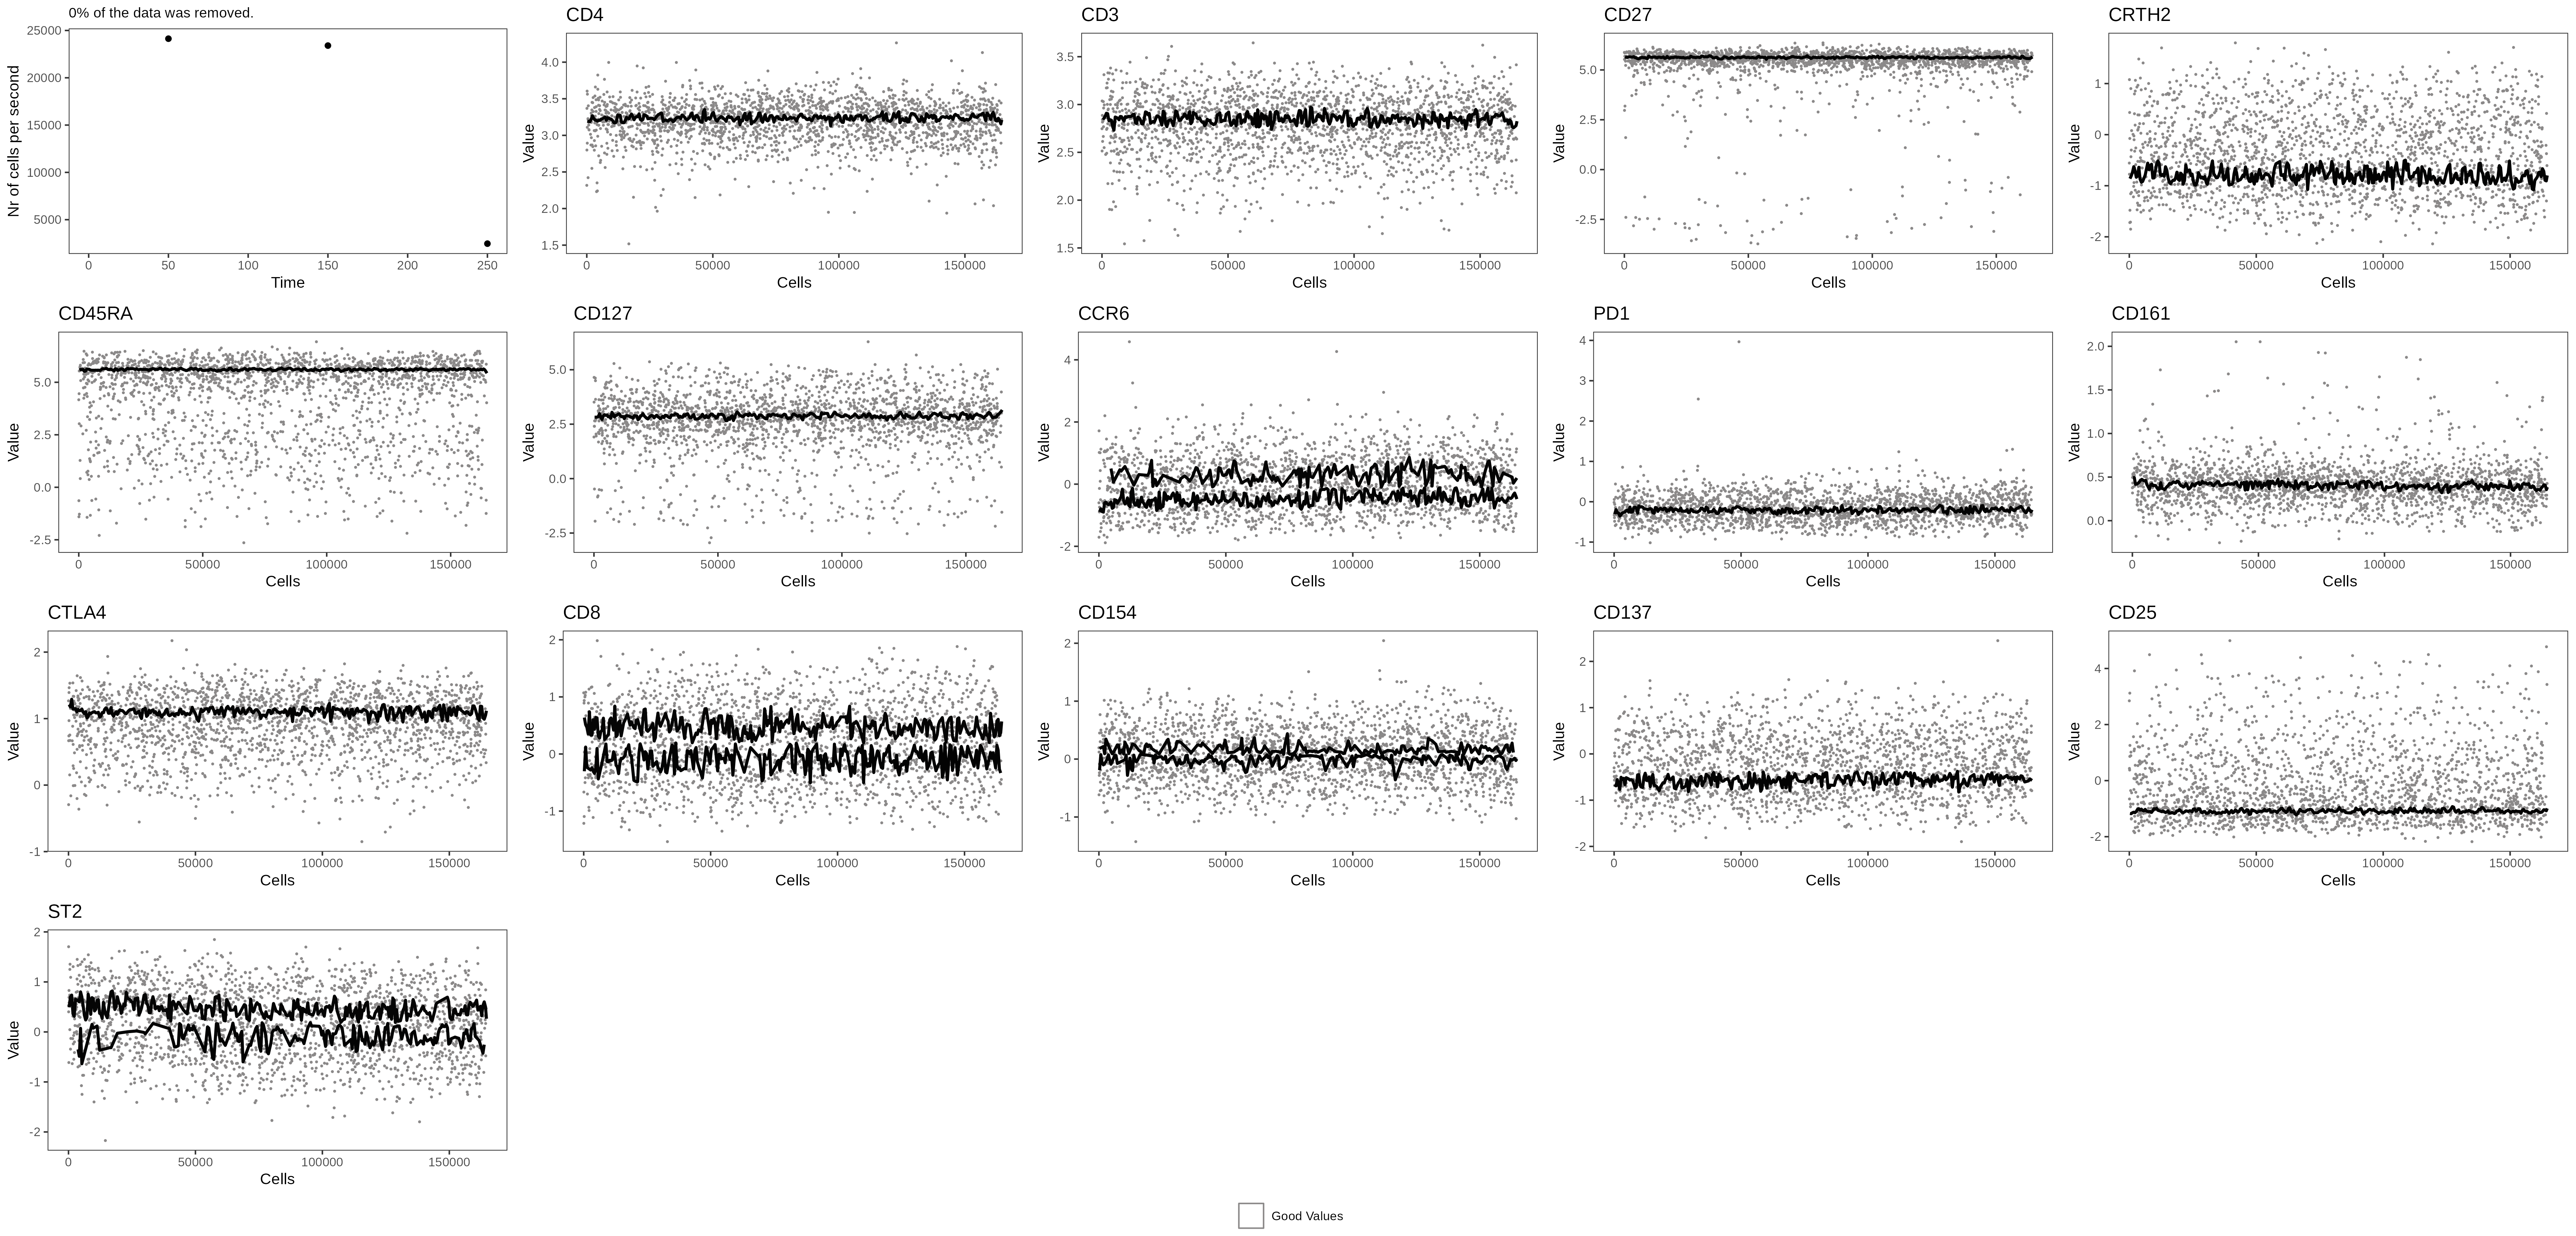 0% of the data was removed.
Nr of cells per second
25000
20000
15000
10000
5000
0 50 100 150 200 250
Time
CD4
Value
4.0
3.5
3.0
2.5
2.0
1.5
0 50000 100000 150000
Cells
CD3
Value
3.5
3.0
2.5
2.0
1.5
0 50000 100000 150000
Cells
CD27
Value
5.0
2.5
0.0
-2.5
0 50000 100000 150000
Cells
CRTH2
Value
1
0
-1
-2
0 50000 100000 150000
Cells
CD45RA
Value
5.0
2.5
0.0
-2.5
0 50000 100000 150000
Cells
CD127
Value
5.0
2.5
0.0
-2.5
0 50000 100000 150000
Cells
CCR6
Value
4
2
0
-2
0 50000 100000 150000
Cells
PD1
Value
4
3
2
1
0
-1
0 50000 100000 150000
Cells
CD161
Value
2.0
1.5
1.0
0.5
0.0
0 50000 100000 150000
Cells
CTLA4
Value
2
1
0
-1
0 50000 100000 150000
Cells
CD8
Value
2
1
0
-1
0 50000 100000 150000
Cells
CD154
Value
2
1
0
-1
0 50000 100000 150000
Cells
CD137
Value
2
1
0
-1
-2
0 50000 100000 150000
Cells
CD25
Value
4
2
0
-2
0 50000 100000 150000
Cells
ST2
Value
2
1
0
-1
-2
0 50000 100000 150000
Cells
Good Values